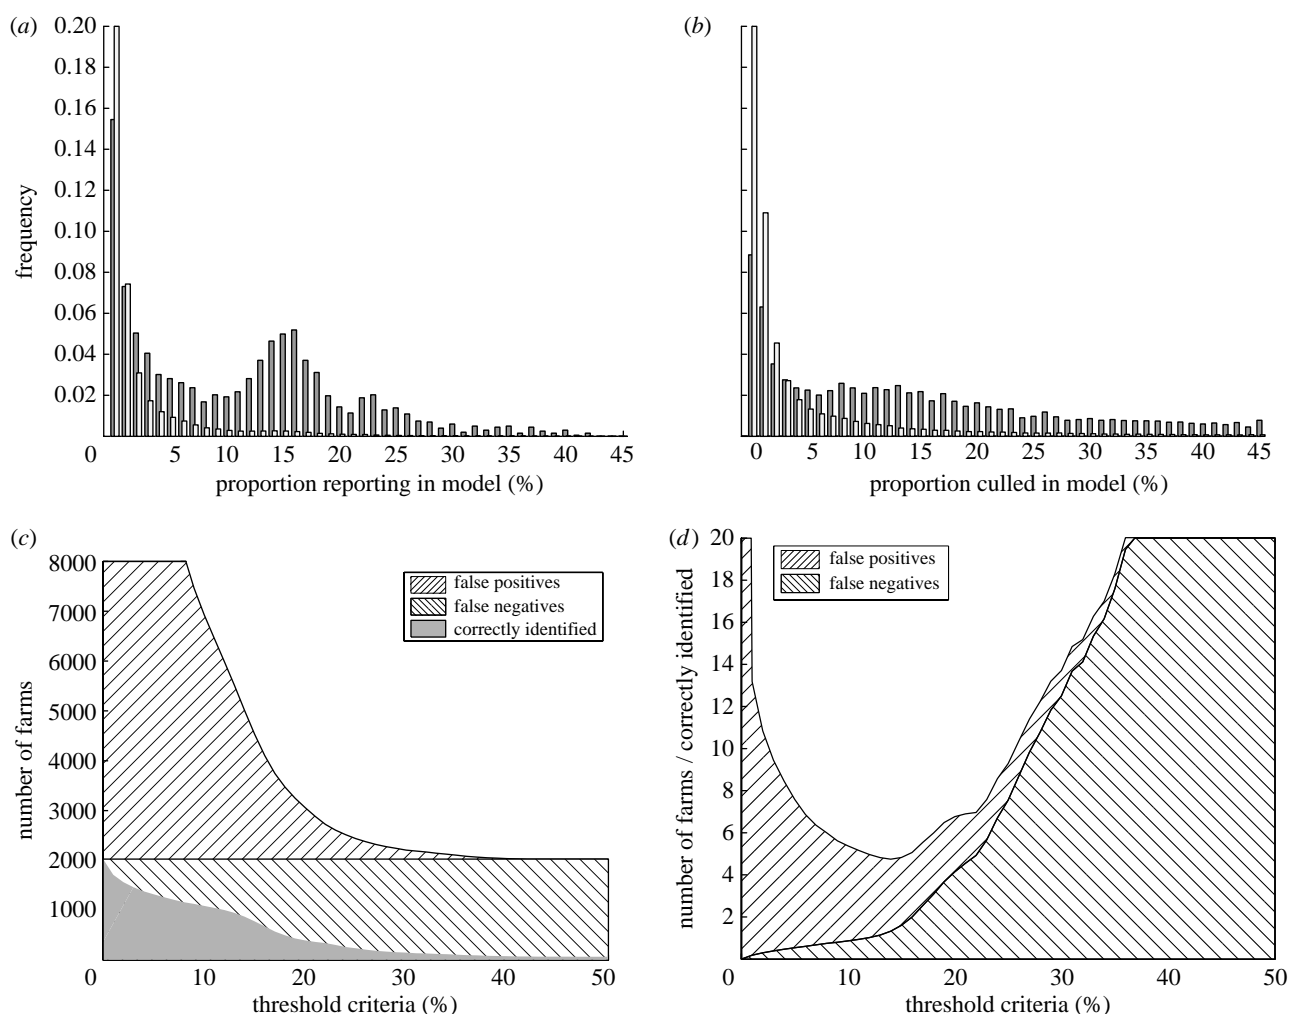 (a)
0.20
0.18
0.16
0.14
0.12
0.10
0.08
0.06
0.04
0.02
0 5 10 15 20 25 30 35 40 45
frequency
proportion reporting in model (%)
(b)
0 5 10 15 20 25 30 35 40 45
proportion culled in model (%)
(c)
8000
7000
6000
5000
4000
3000
2000
1000
0 10 20 30 40 50
number of farms
threshold criteria (%)
false positives
false negatives
correctly identified
(d)
20
18
16
14
12
10
8
6
4
2
0 10 20 30 40 50
number of farms / correctly identified
threshold criteria (%)
false positives
false negatives